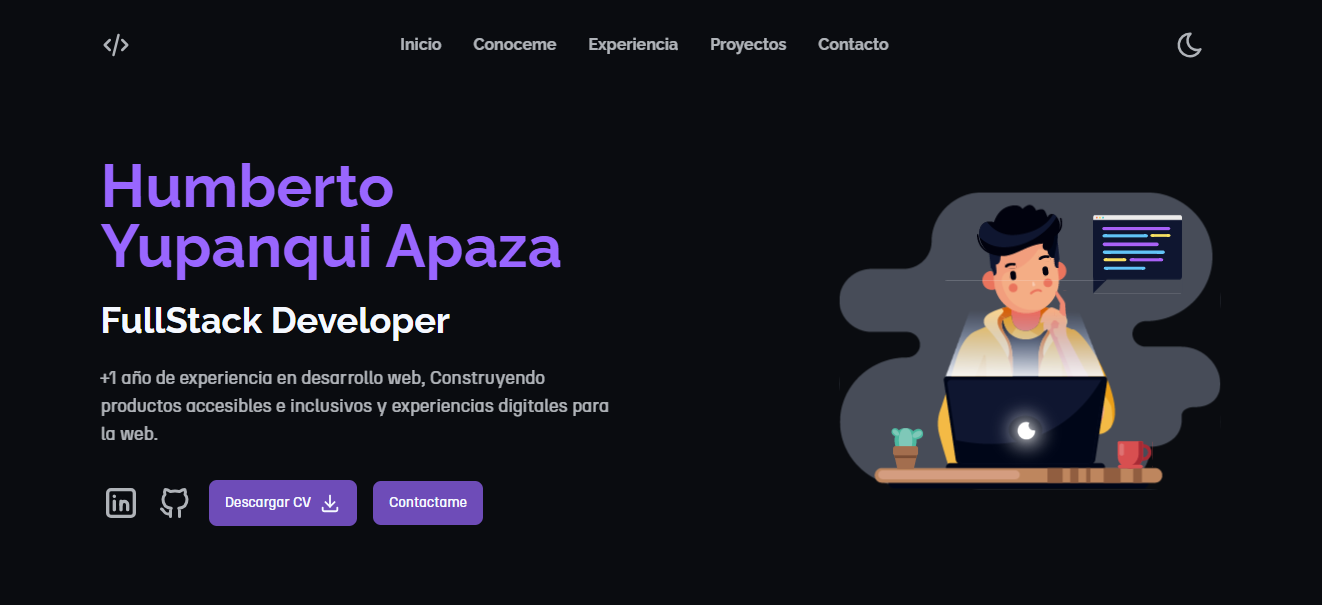 </>
Inicio Conoceme Experiencia Proyectos Contacto
Humberto
Yupanqui Apaza
FullStack Developer
+1 año de experiencia en desarrollo web, Construyendo
productos accesibles e inclusivos y experiencias digitales para
la web.
in Descargar CV Contactame